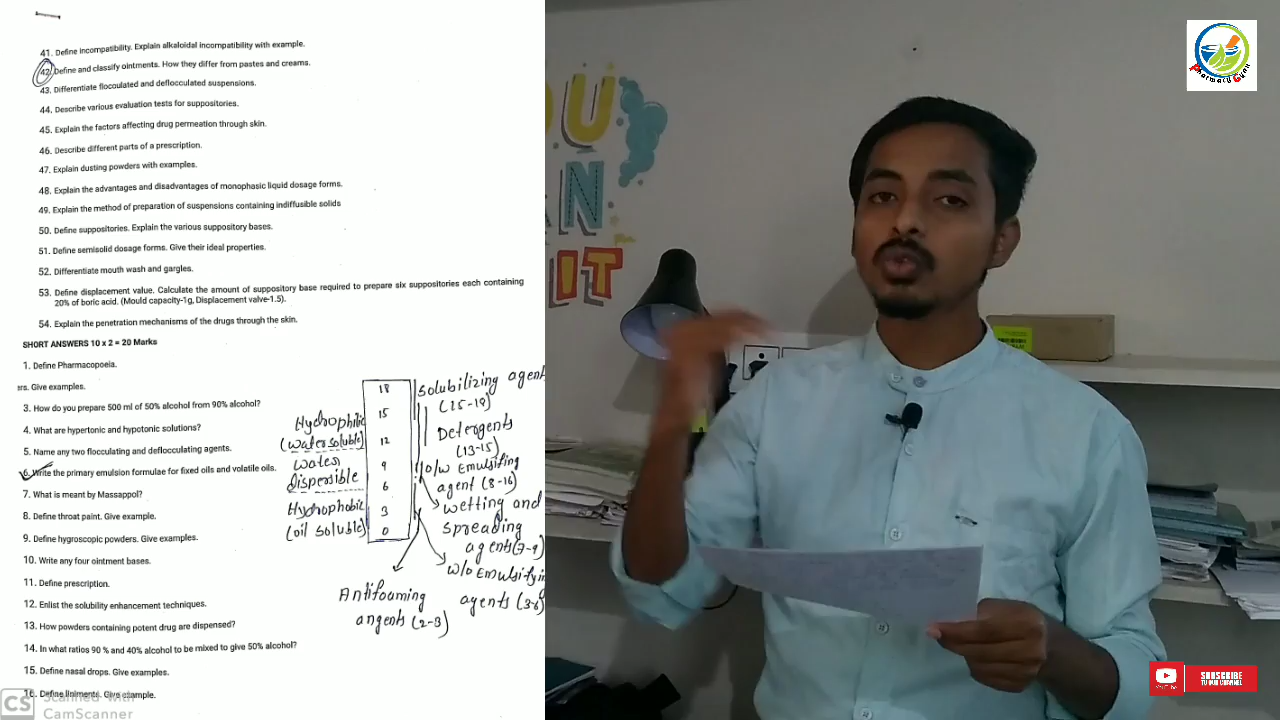 41. Define incompatibility. Explain alkaloidal incompatibility with example.
42. Define and classify ointments. How they differ from pastes and creams.
43. Differentiate flocculated and deflocculated suspensions.
44. Describe various evaluation tests for suppositories.
45. Explain the factors affecting drug permeation through skin.
46. Describe different parts of a prescription.
47. Explain dusting powders with examples.
48. Explain the advantages and disadvantages of monophasic liquid dosage forms.
49. Explain the method of preparation of suspensions containing indiffusible solids
50. Define suppositories. Explain the various suppository bases.
51. Define semisolid dosage forms. Give their ideal properties.
52. Differentiate mouth wash and gargles.
53. Define displacement value. Calculate the amount of suppository base required to prepare six suppositories each containing
20% of boric acid. (Mould capacity-1g, Displacement valve-1.5).
54. Explain the penetration mechanisms of the drugs through the skin.
SHORT ANSWERS 10 x 2 = 20 Marks
1. Define Pharmacopoeia.
ers. Give examples.
3. How do you prepare 500 ml of 50% alcohol from 90% alcohol?
4. What are hypertonic and hypotonic solutions?
5. Name any two flocculating and deflocculating agents.
6. Write the primary emulsion formulae for fixed oils and volatile oils.
7. What is meant by Massappol?
8. Define throat paint. Give example.
9. Define hygroscopic powders. Give examples.
10. Write any four ointment bases.
11. Define prescription.
12. Enlist the solubility enhancement techniques.
13. How powders containing potent drug are dispensed?
14. In what ratios 90 % and 40% alcohol to be mixed to give 50% alcohol?
15. Define nasal drops. Give examples.
16. Define liniments. Give example.
Hydrophilic
(water soluble)
water
dispersible
Hydrophobic
(oil soluble)
18
15
12
9
6
3
0
Solubilizing agent
(15-18)
Detergents
(13-15)
o/w Emulsifing
agent (8-16)
wetting and
spreading
agents (7-9)
w/o Emulsifyin
agents (3-6)
Antifoaming
angents (2-3)
CS Scanned with
CamScanner
OU
AN
IT
Pharmacy Gyan
SUBSCRIBE
TO OUR CHANNEL